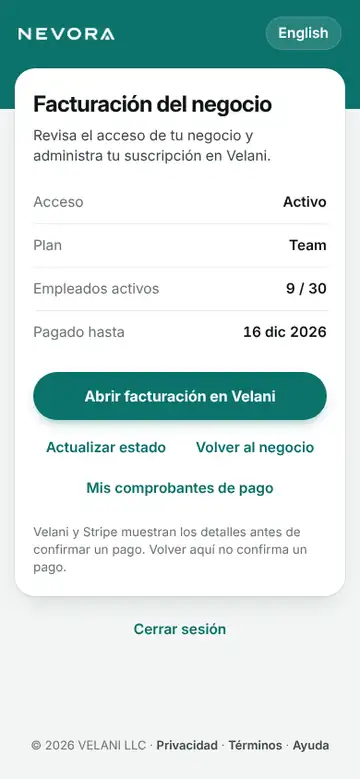 NEVORA
English
Facturación del negocio
Revisa el acceso de tu negocio y
administra tu suscripción en Velani.
Acceso Activo
Plan Team
Empleados activos 9 / 30
Pagado hasta 16 dic 2026
Abrir facturación en Velani
Actualizar estado Volver al negocio
Mis comprobantes de pago
Velani y Stripe muestran los detalles antes de
confirmar un pago. Volver aquí no confirma un
pago.
Cerrar sesión
© 2026 VELANI LLC · Privacidad · Términos · Ayuda